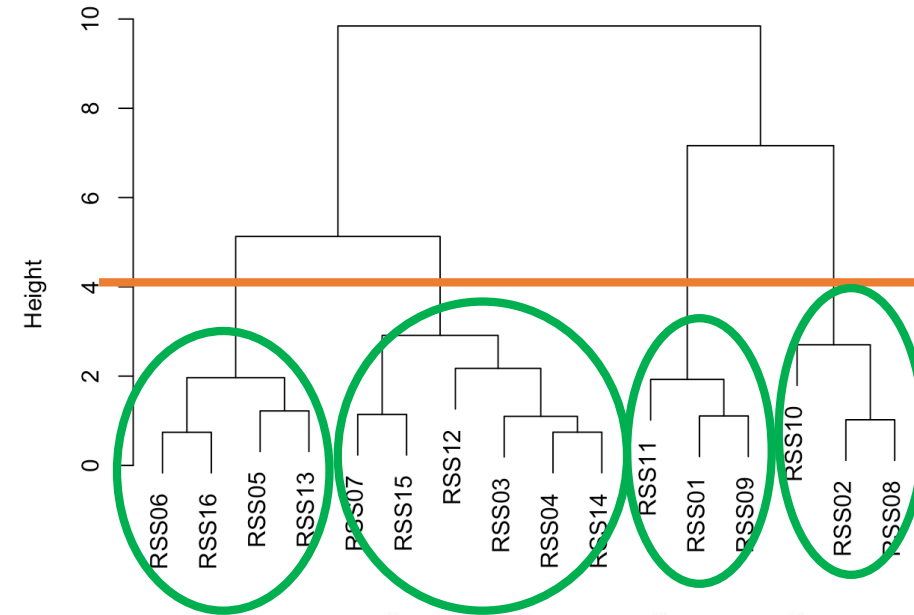 10
8
6
4
2
0
Height
RSS06
RSS16
RSS05
RSS13
RSS07
RSS15
RSS12
RSS03
RSS04
RSS14
RSS11
RSS01
RSS09
RSS10
RSS02
RSS08